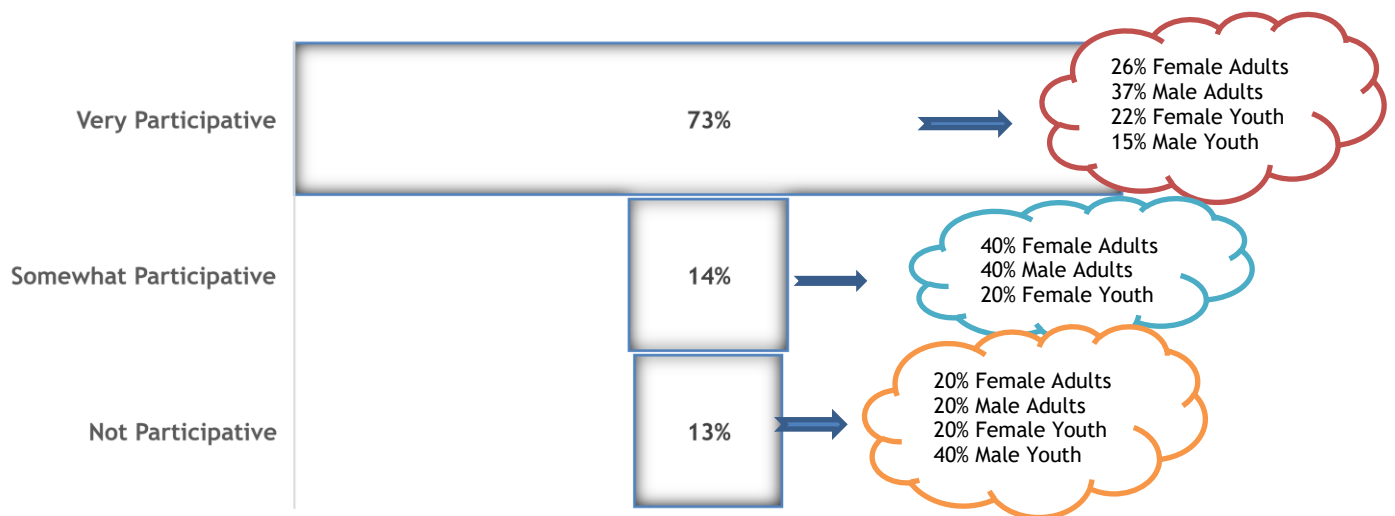 Very Participative
73%
26% Female Adults
37% Male Adults
22% Female Youth
15% Male Youth
Somewhat Participative
14%
40% Female Adults
40% Male Adults
20% Female Youth
Not Participative
13%
20% Female Adults
20% Male Adults
20% Female Youth
40% Male Youth